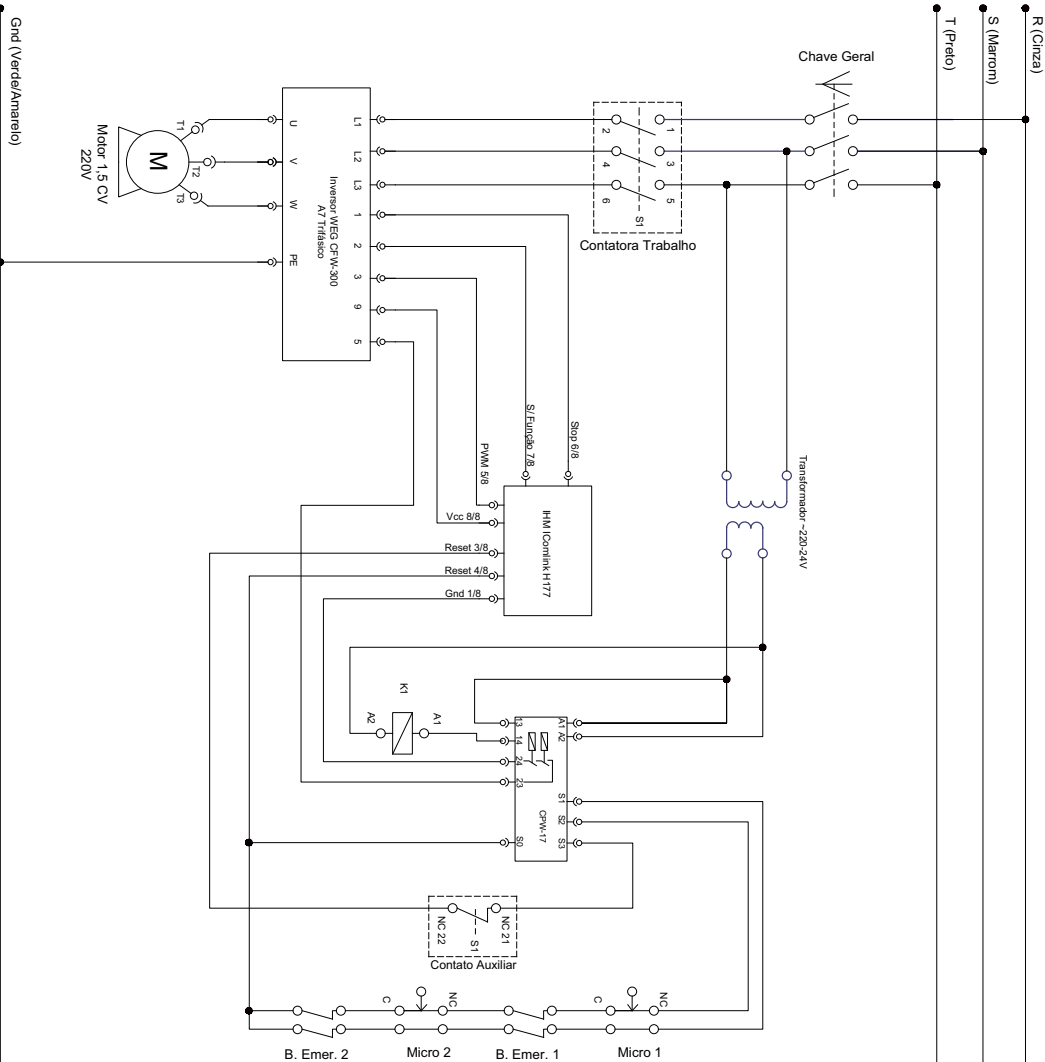 R (Cinza)
S (Marrom)
T (Preto)
Gnd (Verde/Amarelo)
Chave Geral
1
2
3
4
5
6
S1
Contatora Trabalho
L1
L2
L3
1
2
3
9
5
U
V
W
PE
Inversor WEG CFW-300
A7 Trifásico
T1
T2
T3
M
Motor 1,5 CV
220V
Transformador ~220-24V
Stop 6/8
S/ Função 7/8
PWM 5/8
Vcc 8/8
Reset 3/8
Reset 4/8
Gnd 1/8
IHM IComlink H177
K1
A1
A2
13
14
24
23
A1
A2
S1
S2
S3
S0
CPW-17
NC 21
NC 22
S1
Contato Auxiliar
C
NC
C
NC
B. Emer. 2
Micro 2
B. Emer. 1
Micro 1